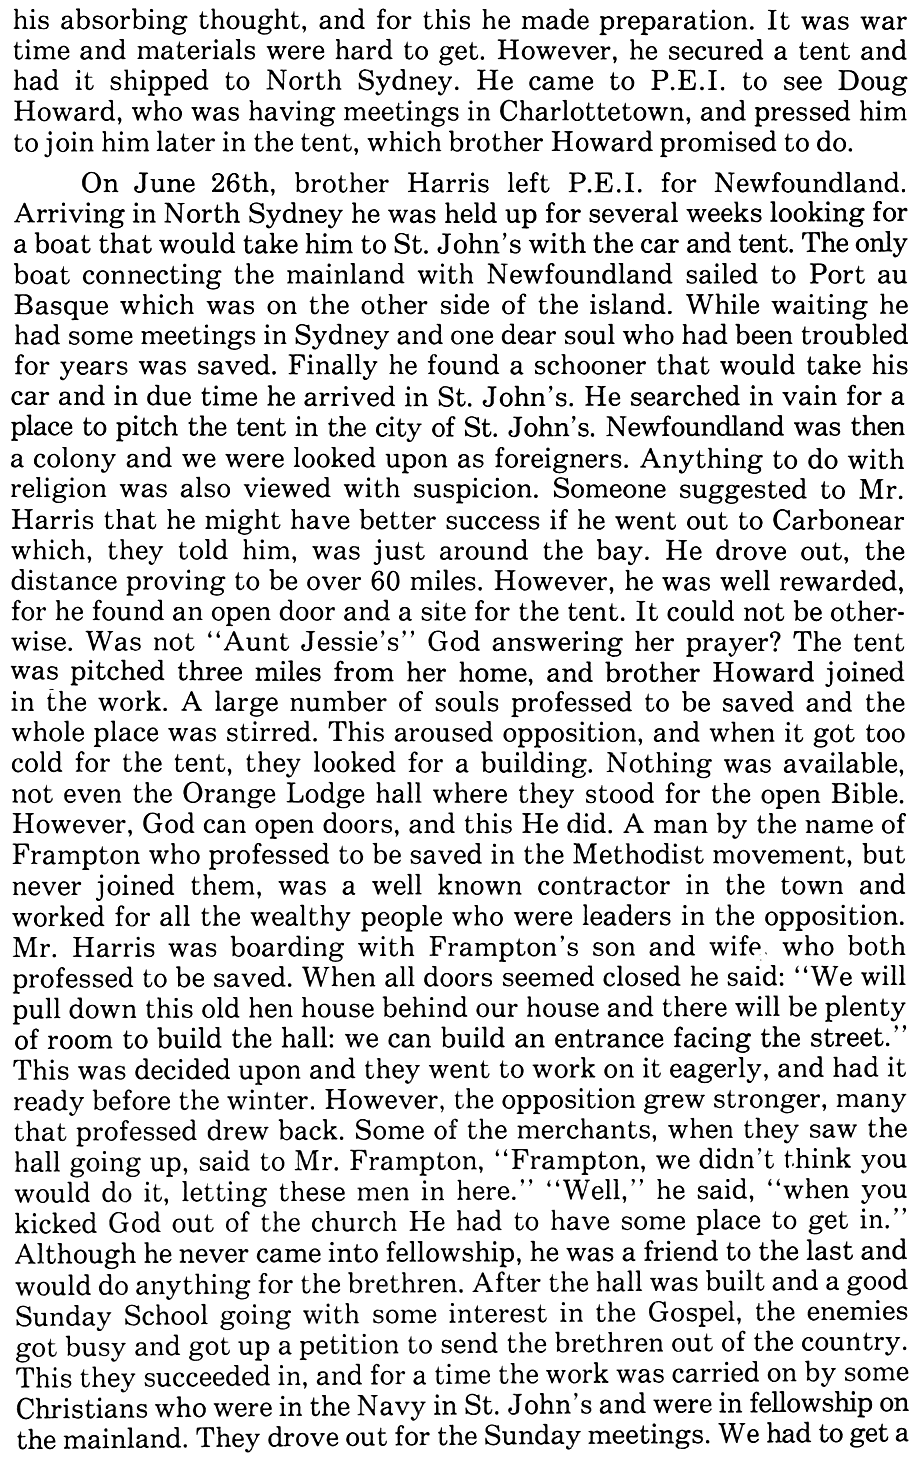 his absorbing thought, and for this he made preparation. It was war
time and materials were hard to get. However, he secured a tent and
had it shipped to North Sydney. He came to P.E.I. to see Doug
Howard, who was having meetings in Charlottetown, and pressed him
to join him later in the tent, which brother Howard promised to do.
On June 26th, brother Harris left P.E.I. for Newfoundland.
Arriving in North Sydney he was held up for several weeks looking for
a boat that would take him to St. John's with the car and tent. The only
boat connecting the mainland with Newfoundland sailed to Port au
Basque which was on the other side of the island. While waiting he
had some meetings in Sydney and one dear soul who had been troubled
for years was saved. Finally he found a schooner that would take his
car and in due time he arrived in St. John's. He searched in vain for a
place to pitch the tent in the city of St. John's. Newfoundland was then
a colony and we were looked upon as foreigners. Anything to do with
religion was also viewed with suspicion. Someone suggested to Mr.
Harris that he might have better success if he went out to Carbonear
which, they told him, was just around the bay. He drove out, the
distance proving to be over 60 miles. However, he was well rewarded,
for he found an open door and a site for the tent. It could not be other-
wise. Was not "Aunt Jessie's" God answering her prayer? The tent
was pitched three miles from her home, and brother Howard joined
in the work. A large number of souls professed to be saved and the
whole place was stirred. This aroused opposition, and when it got too
cold for the tent, they looked for a building. Nothing was available,
not even the Orange Lodge hall where they stood for the open Bible.
However, God can open doors, and this He did. A man by the name of
Frampton who professed to be saved in the Methodist movement, but
never joined them, was a well known contractor in the town and
worked for all the wealthy people who were leaders in the opposition.
Mr. Harris was boarding with Frampton's son and wife, who both
professed to be saved. When all doors seemed closed he said: "We will
pull down this old hen house behind our house and there will be plenty
of room to build the hall: we can build an entrance facing the street."
This was decided upon and they went to work on it eagerly, and had it
ready before the winter. However, the opposition grew stronger, many
that professed drew back. Some of the merchants, when they saw the
hall going up, said to Mr. Frampton, "Frampton, we didn't think you
would do it, letting these men in here." "Well," he said, "when you
kicked God out of the church He had to have some place to get in."
Although he never came into fellowship, he was a friend to the last and
would do anything for the brethren. After the hall was built and a good
Sunday School going with some interest in the Gospel, the enemies
got busy and got up a petition to send the brethren out of the country.
This they succeeded in, and for a time the work was carried on by some
Christians who were in the Navy in St. John's and were in fellowship on
the mainland. They drove out for the Sunday meetings. We had to get a